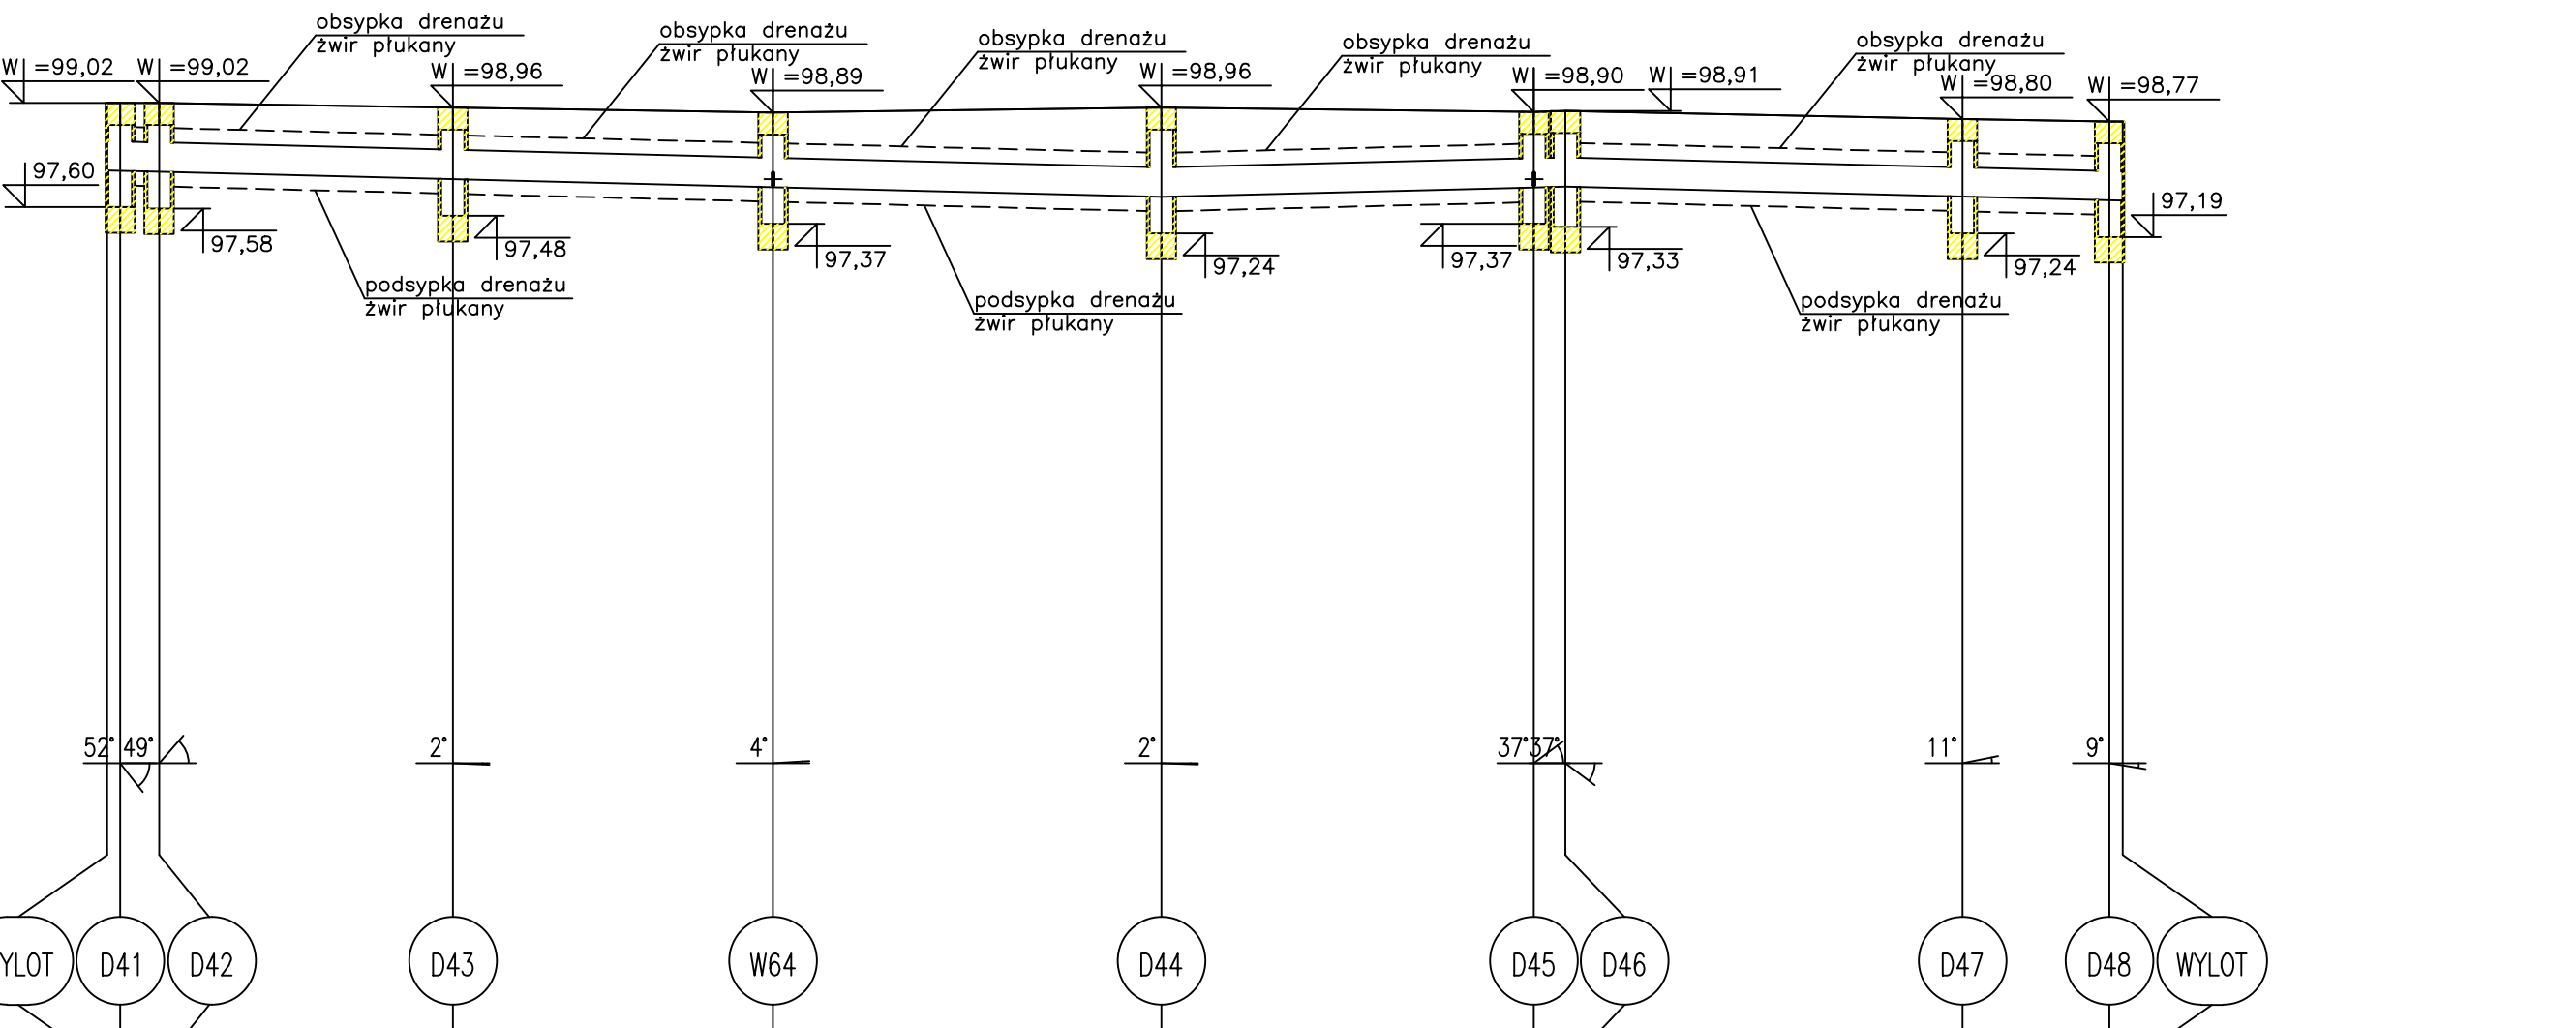 obsypka drenażu
żwir płukany
obsypka drenażu
żwir płukany
obsypka drenażu
żwir płukany
obsypka drenażu
żwir płukany
obsypka drenażu
żwir płukany
W =99,02
W =99,02
W =98,96
W =98,89
W =98,96
W =98,90
W =98,91
W =98,80
W =98,77
97,60
97,58
97,48
97,37
97,24
97,37
97,33
97,24
97,19
podsypka drenażu
żwir płukany
podsypka drenażu
żwir płukany
podsypka drenażu
żwir płukany
52°
49°
2°
4°
2°
37°
37°
11°
9°
YLOT
D41
D42
D43
W64
D44
D45
D46
D47
D48
WYLOT